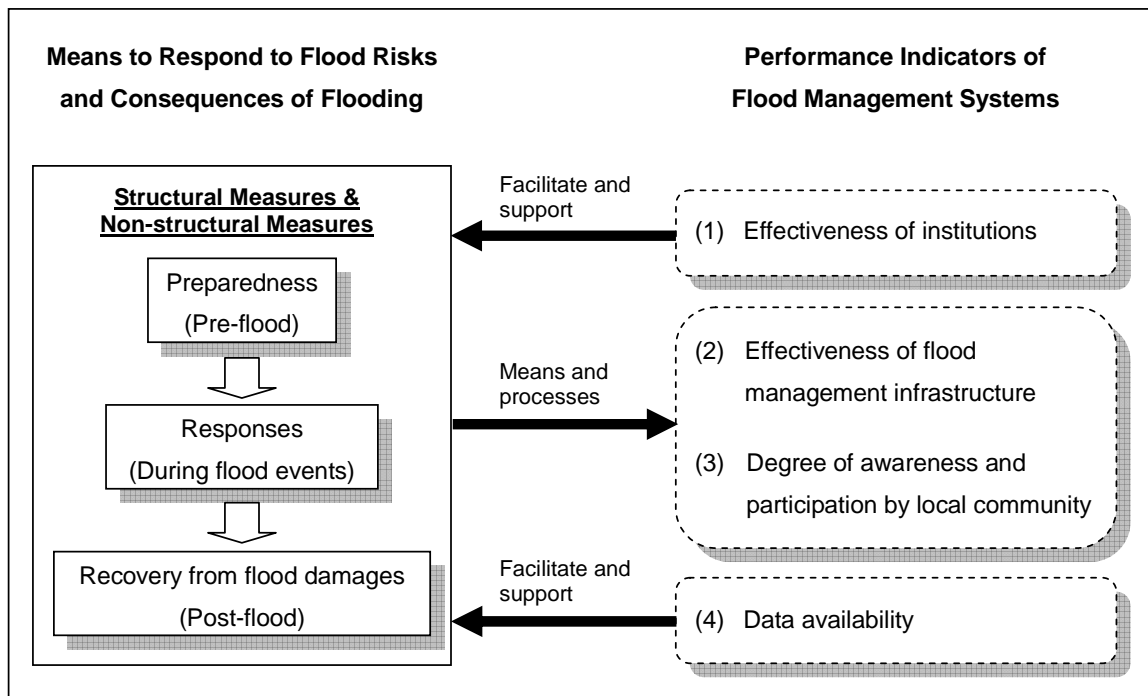 Means to Respond to Flood Risks
and Consequences of Flooding
Performance Indicators of
Flood Management Systems
Structural Measures &
Non-structural Measures
Preparedness
(Pre-flood)
Responses
(During flood events)
Recovery from flood damages
(Post-flood)
Facilitate and
support
Means and
processes
Facilitate and
support
(1) Effectiveness of institutions
(2) Effectiveness of flood
management infrastructure
(3) Degree of awareness and
participation by local community
(4) Data availability